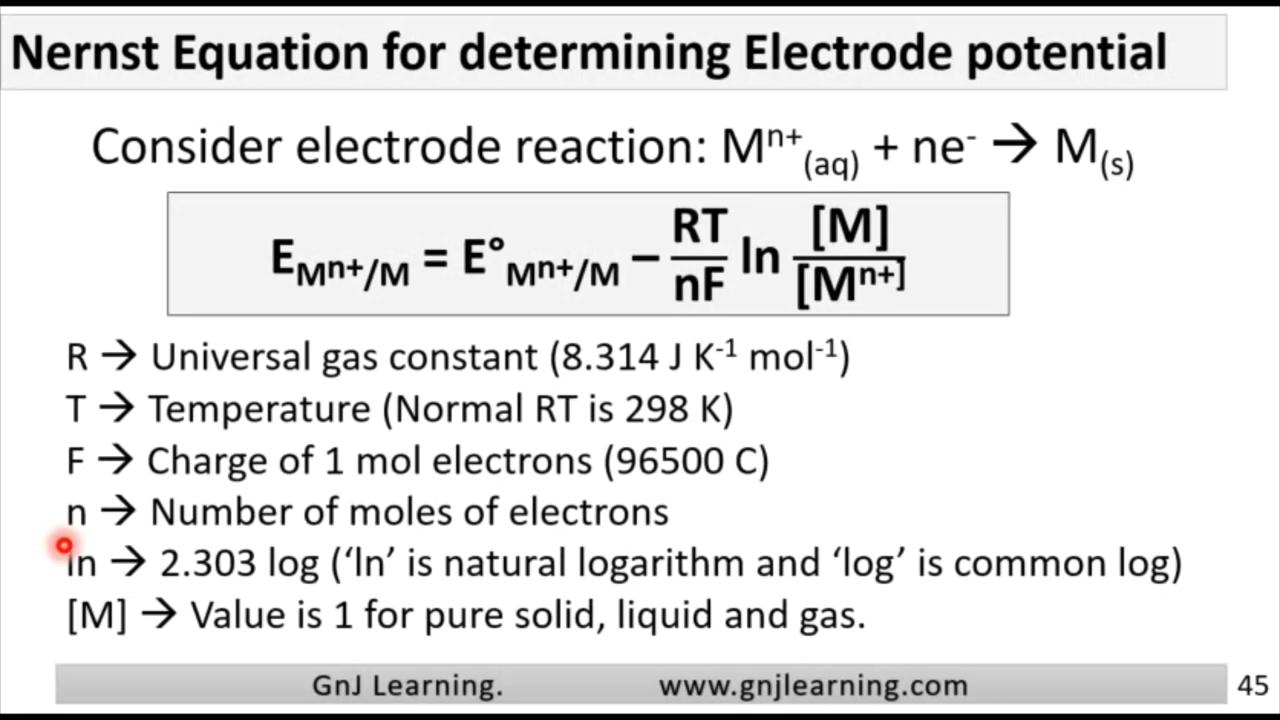 Nernst Equation for determining Electrode potential
Consider electrode reaction: Mⁿ⁺₍aq₎ + ne⁻ → M₍s₎
E_Mⁿ⁺/M = E°_Mⁿ⁺/M − RT/nF ln [M]/[Mⁿ⁺]
R → Universal gas constant (8.314 J K⁻¹ mol⁻¹)
T → Temperature (Normal RT is 298 K)
F → Charge of 1 mol electrons (96500 C)
n → Number of moles of electrons
ln → 2.303 log (‘ln’ is natural logarithm and ‘log’ is common log)
[M] → Value is 1 for pure solid, liquid and gas.
GnJ Learning. www.gnjlearning.com 45